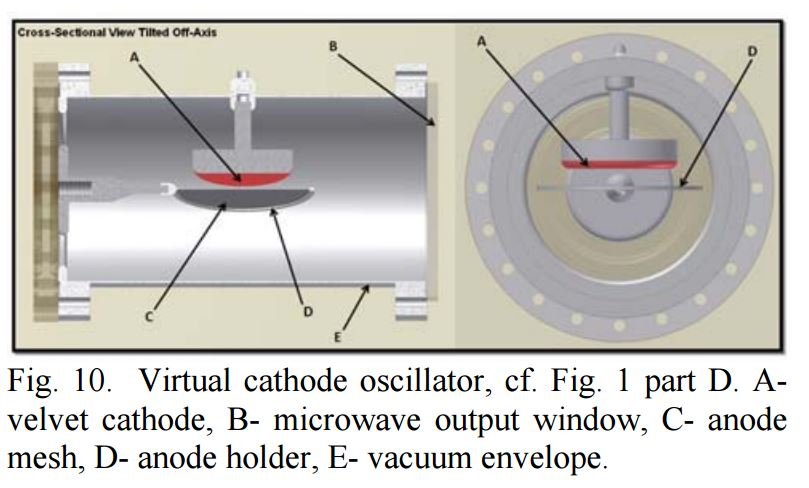 Cross-Sectional View Tilted Off-Axis
A
B
A
D
C
D
E
Fig. 10. Virtual cathode oscillator, cf. Fig. 1 part D. A-
velvet cathode, B- microwave output window, C- anode
mesh, D- anode holder, E- vacuum envelope.